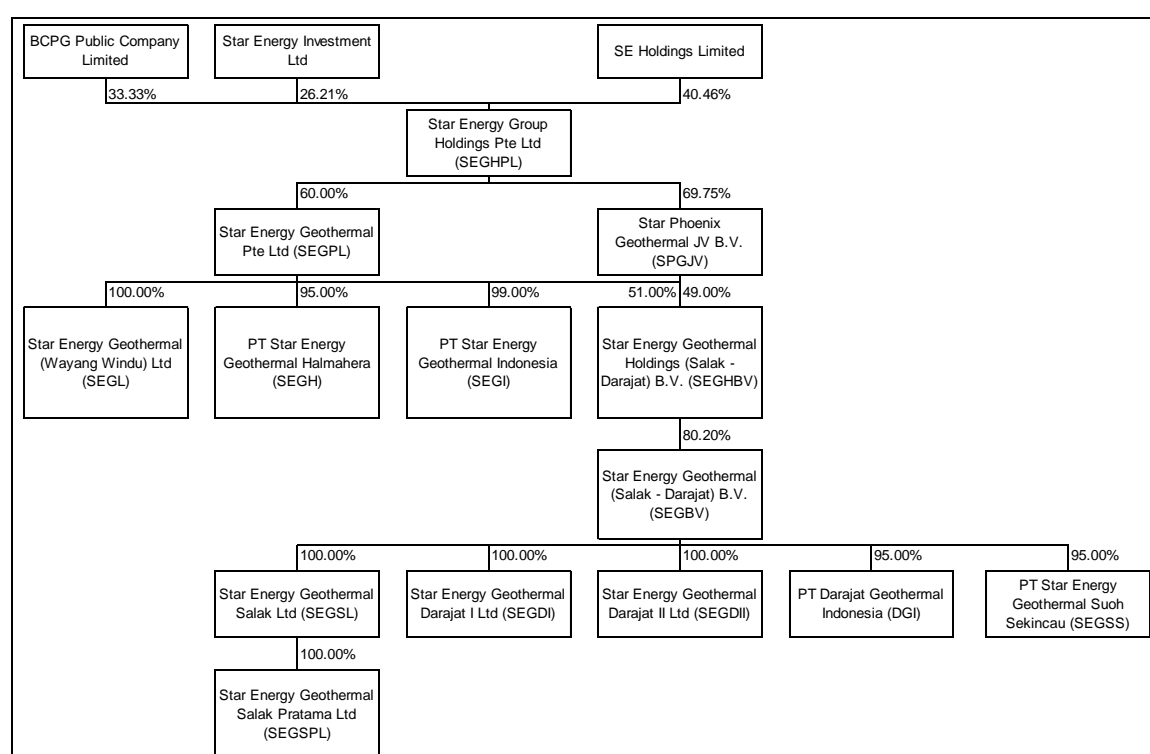 BCPG Public Company
Limited
Star Energy Investment
Ltd
SE Holdings Limited
33.33%
26.21%
40.46%
Star Energy Group
Holdings Pte Ltd
(SEGHPL)
60.00%
69.75%
Star Energy Geothermal
Pte Ltd (SEGPL)
Star Phoenix
Geothermal JV B.V.
(SPGJV)
100.00%
95.00%
99.00%
51.00%
49.00%
Star Energy Geothermal
(Wayang Windu) Ltd
(SEGL)
PT Star Energy
Geothermal Halmahera
(SEGH)
PT Star Energy
Geothermal Indonesia
(SEGI)
Star Energy Geothermal
Holdings (Salak -
Darajat) B.V. (SEGHBV)
80.20%
Star Energy Geothermal
(Salak - Darajat) B.V.
(SEGBV)
100.00%
100.00%
100.00%
95.00%
95.00%
Star Energy Geothermal
Salak Ltd (SEGSL)
Star Energy Geothermal
Darajat I Ltd (SEGDI)
Star Energy Geothermal
Darajat II Ltd (SEGDII)
PT Darajat Geothermal
Indonesia (DGI)
PT Star Energy
Geothermal Suoh
Sekincau (SEGSS)
100.00%
Star Energy Geothermal
Salak Pratama Ltd
(SEGSPL)